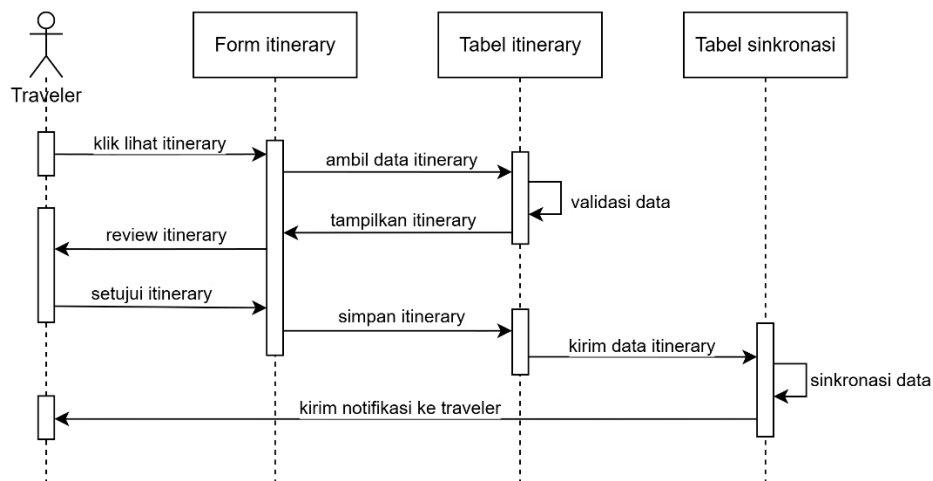 Form itinerary
Tabel itinerary
Tabel sinkronasi
Traveler
klik lihat itinerary
ambil data itinerary
validasi data
tampilkan itinerary
review itinerary
setujui itinerary
simpan itinerary
kirim data itinerary
sinkronasi data
kirim notifikasi ke traveler